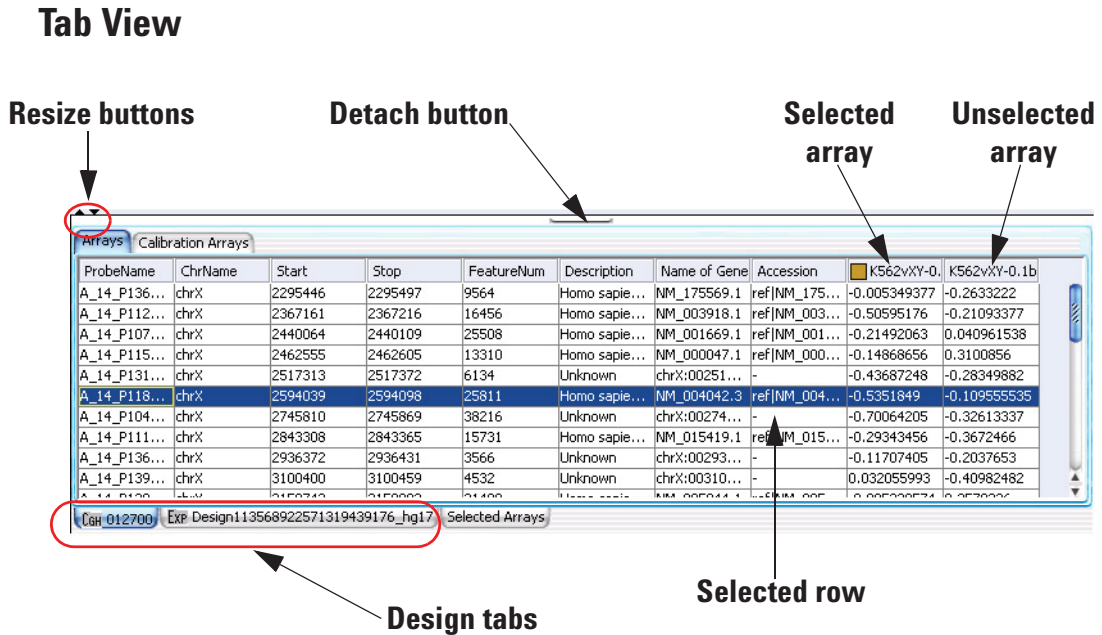 Tab View
Resize buttons Detach button Selected array Unselected array
Arrays Calibration Arrays
ProbeName ChrName Start Stop FeatureNum Description Name of Gene Accession K562vXY-0. K562vXY-0.1b
A_14_P136... chrX 2295446 2295497 9564 Homo sapie... NM_175569.1 ref|NM_175... -0.005349377 -0.2633222
A_14_P112... chrX 2367161 2367216 16456 Homo sapie... NM_003918.1 ref|NM_003... -0.50595176 -0.21093377
A_14_P107... chrX 2440064 2440109 25508 Homo sapie... NM_001669.1 ref|NM_001... -0.21492063 0.040961538
A_14_P115... chrX 2462555 2462605 13310 Homo sapie... NM_000047.1 ref|NM_000... -0.14868656 0.3100856
A_14_P131... chrX 2517313 2517372 6134 Unknown chrX:00251... - -0.43687248 -0.28349882
A_14_P118... chrX 2594039 2594098 25811 Homo sapie... NM_004042.3 ref|NM_004... -0.5351849 -0.109555535
A_14_P104... chrX 2745810 2745869 38216 Unknown chrX:00274... - -0.70064205 -0.32613337
A_14_P111... chrX 2843308 2843365 15731 Homo sapie... NM_015419.1 ref|NM_015... -0.29343456 -0.3672466
A_14_P136... chrX 2936372 2936431 3566 Unknown chrX:00293... - -0.11707405 -0.2037653
A_14_P139... chrX 3100400 3100459 4532 Unknown chrX:00310... - 0.032055993 -0.40982482
CGH 012700 EXP Design113568922571319439176_hg17 Selected Arrays
Selected row
Design tabs